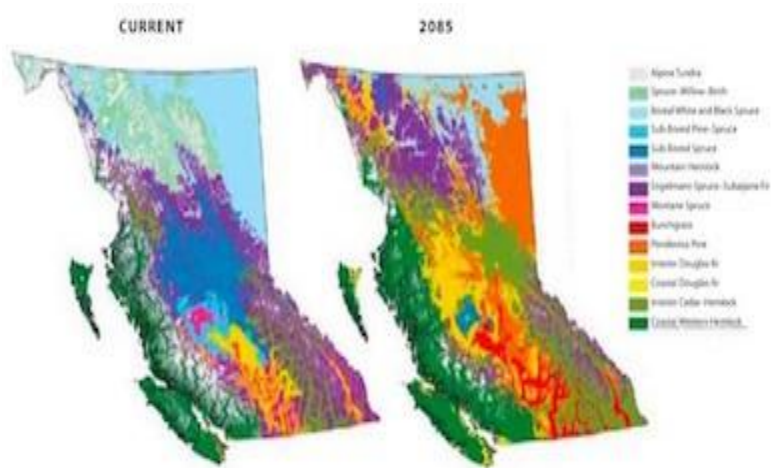 CURRENT
2085
Alpine Tundra
Spruce-Willow-Birch
Boreal White and Black Spruce
Sub-Boreal Pine-Spruce
Sub-Boreal Spruce
Mountain Hemlock
Engelmann Spruce-Subalpine Fir
Montane Spruce
Bunchgrass
Ponderosa Pine
Interior Douglas fir
Coastal Douglas fir
Interior Cedar-Hemlock
Coastal Western Hemlock